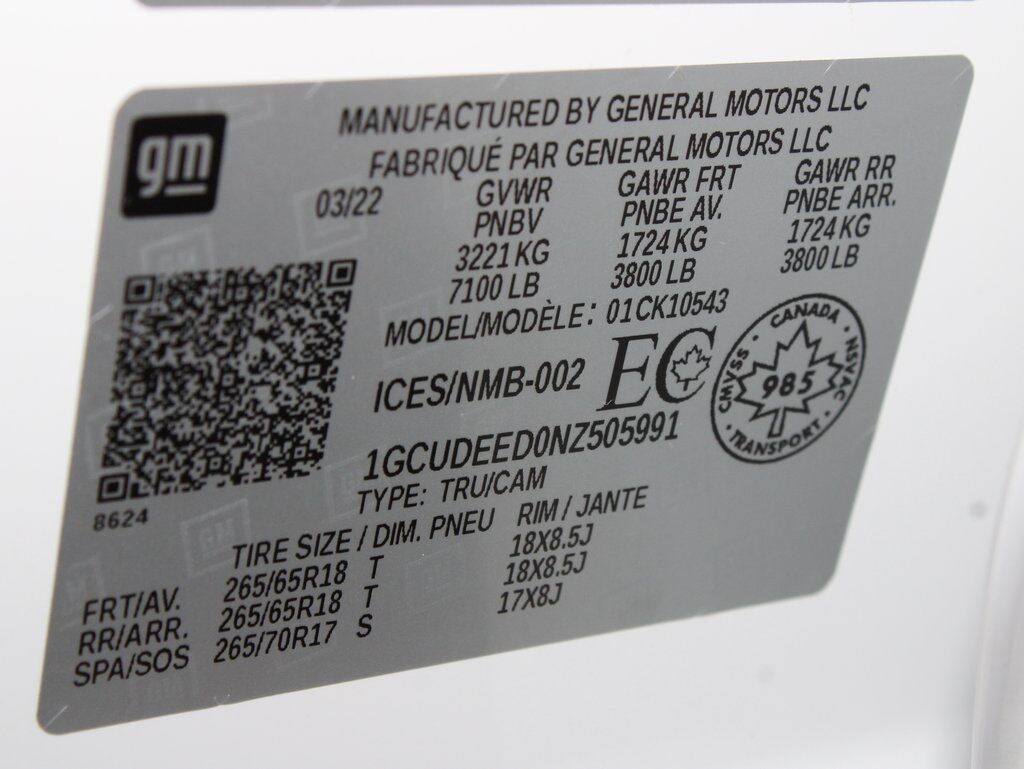 gm
MANUFACTURED BY GENERAL MOTORS LLC
FABRIQUÉ PAR GENERAL MOTORS LLC
03/22 GVWR GAWR FRT GAWR RR
PNBV PNBE AV. PNBE ARR.
3221 KG 1724 KG 1724 KG
7100 LB 3800 LB 3800 LB
MODEL/MODÈLE: 01CK10543
ICES/NMB-002 EC
CANADA · NSVAC · TRANSPORT · CMVSS ·
985
1GCUDEED0NZ505991
TYPE: TRU/CAM
8624
TIRE SIZE / DIM. PNEU RIM / JANTE
FRT/AV. 265/65R18 T 18X8.5J
RR/ARR. 265/65R18 T 18X8.5J
SPA/SOS 265/70R17 S 17X8J